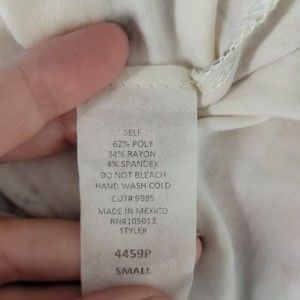 SELF
62% POLY
34% RAYON
4% SPANDEX
DO NOT BLEACH
HAND WASH COLD
CUT# 9985
MADE IN MEXICO
RN#105013
STYLE#
4459P
SMALL